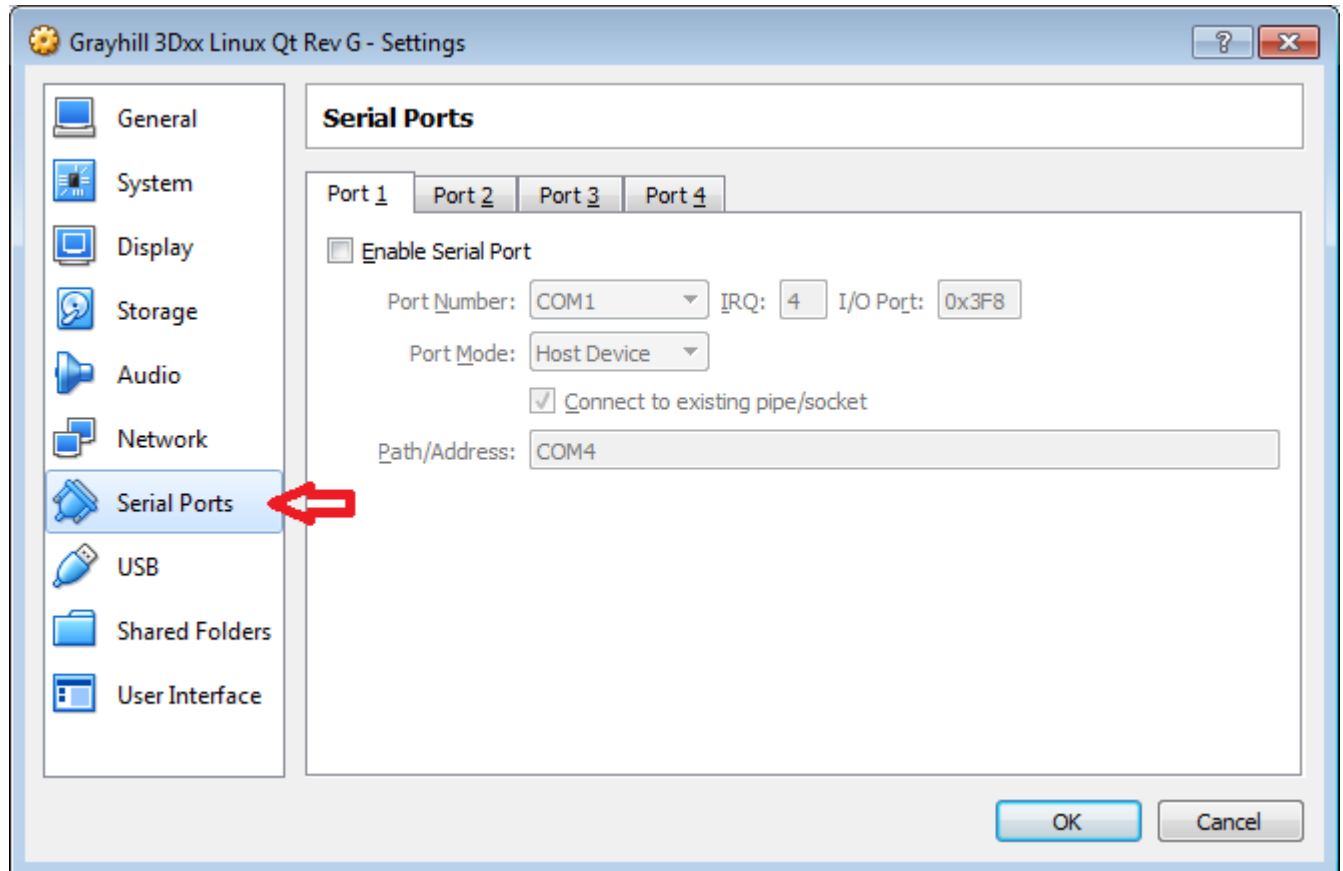 Grayhill 3Dxx Linux Qt Rev G - Settings
?
General
System
Display
Storage
Audio
Network
Serial Ports
USB
Shared Folders
User Interface
Serial Ports
Port 1 Port 2 Port 3 Port 4
Enable Serial Port
Port Number: COM1 IRQ: 4 I/O Port: 0x3F8
Port Mode: Host Device
Connect to existing pipe/socket
Path/Address: COM4
OK Cancel